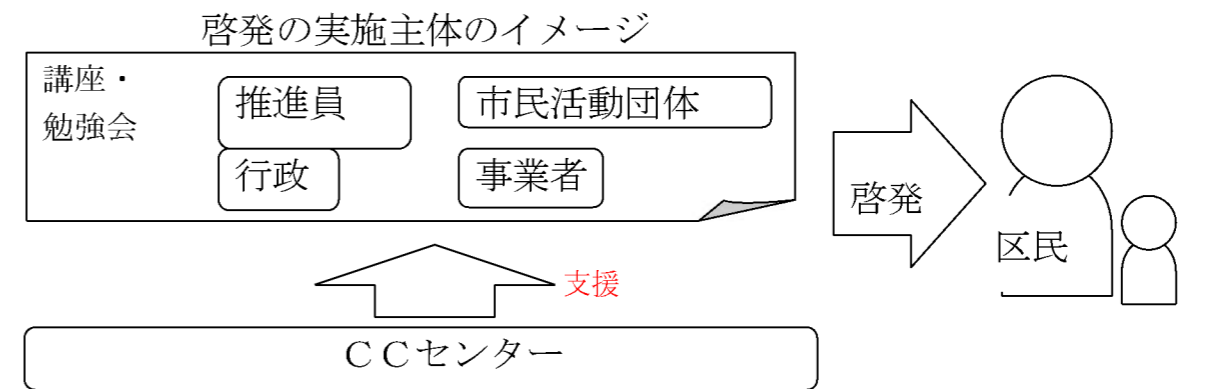 啓発の実施主体のイメージ
講座・
勉強会
推進員
市民活動団体
行政
事業者
啓発
区民
支援
ＣＣセンター